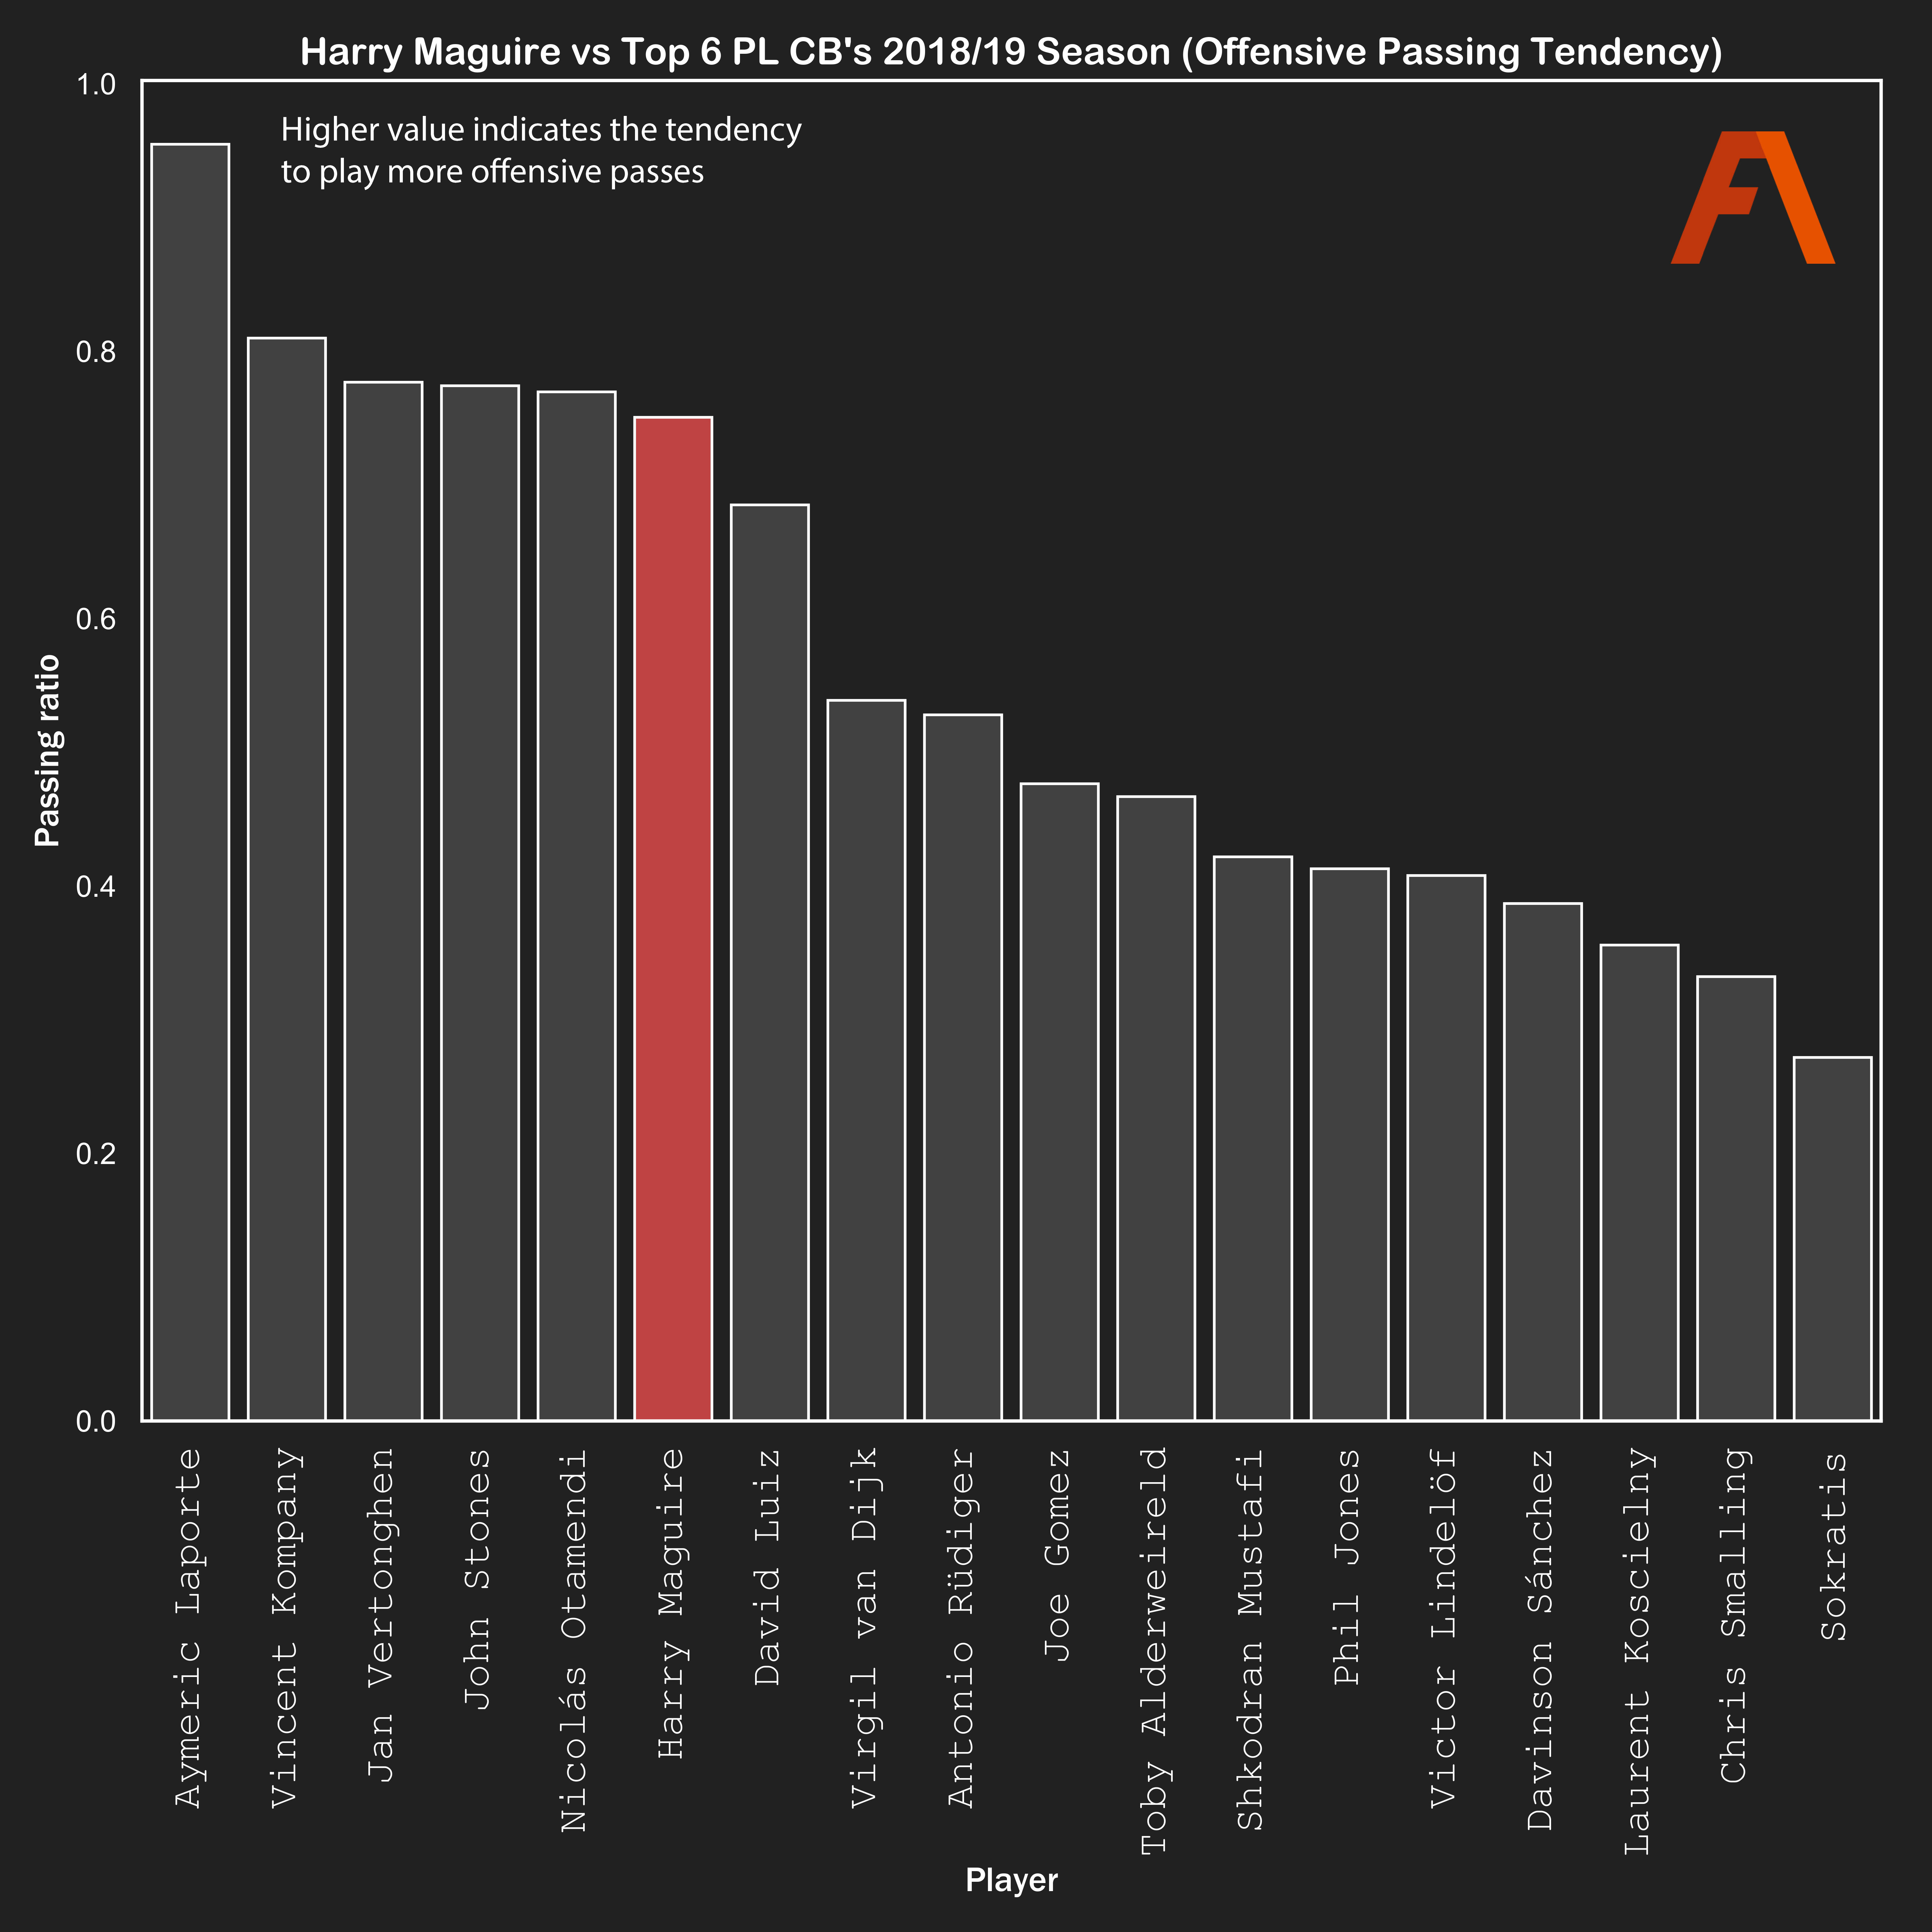 Harry Maguire vs Top 6 PL CB's 2018/19 Season (Offensive Passing Tendency)
Higher value indicates the tendency
to play more offensive passes
1.0
0.8
0.6
0.4
0.2
0.0
Passing ratio
Aymeric Laporte
Vincent Kompany
Jan Vertonghen
John Stones
Nicolás Otamendi
Harry Maguire
David Luiz
Virgil van Dijk
Antonio Rüdiger
Joe Gomez
Toby Alderweireld
Shkodran Mustafi
Phil Jones
Victor Lindelöf
Davinson Sánchez
Laurent Koscielny
Chris Smalling
Sokratis
Player